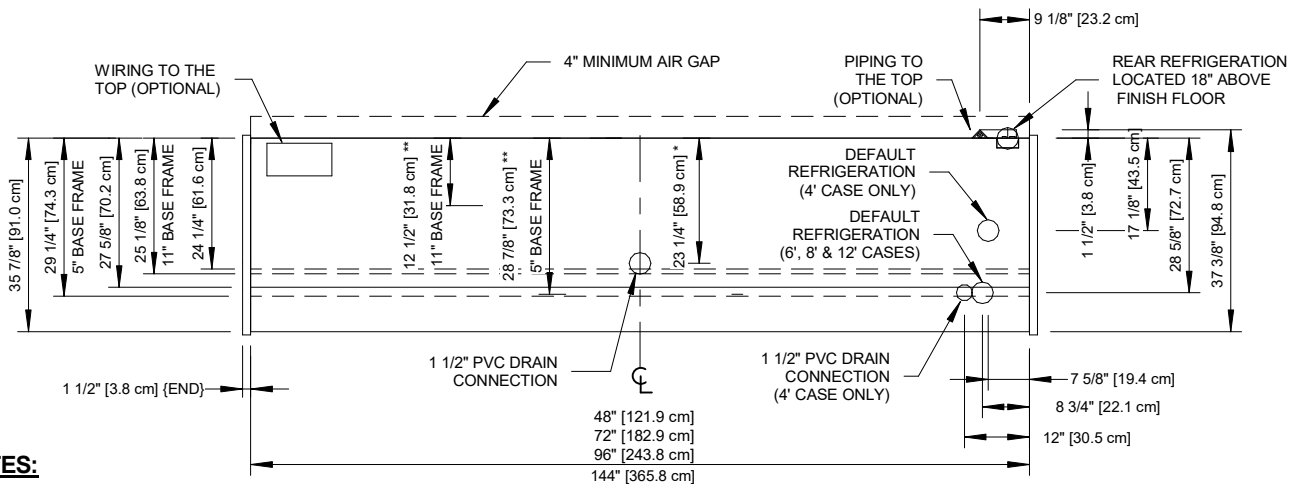 9 1/8" [23.2 cm]
WIRING TO THE
TOP (OPTIONAL)
4" MINIMUM AIR GAP
PIPING TO
THE TOP
(OPTIONAL)
REAR REFRIGERATION
LOCATED 18" ABOVE
FINISH FLOOR
35 7/8" [91.0 cm]
29 1/4" [74.3 cm]
5" BASE FRAME
27 5/8" [70.2 cm]
25 1/8" [63.8 cm]
11" BASE FRAME
24 1/4" [61.6 cm]
12 1/2" [31.8 cm] **
11" BASE FRAME
28 7/8" [73.3 cm] **
5" BASE FRAME
23 1/4" [58.9 cm] *
DEFAULT
REFRIGERATION
(4' CASE ONLY)
DEFAULT
REFRIGERATION
(6', 8' & 12' CASES)
1 1/2" [3.8 cm]
17 1/8" [43.5 cm]
28 5/8" [72.7 cm]
37 3/8" [94.8 cm]
1 1/2" [3.8 cm] {END}
1 1/2" PVC DRAIN
CONNECTION
CL
1 1/2" PVC DRAIN
CONNECTION
(4' CASE ONLY)
7 5/8" [19.4 cm]
8 3/4" [22.1 cm]
12" [30.5 cm]
48" [121.9 cm]
72" [182.9 cm]
96" [243.8 cm]
144" [365.8 cm]
TES: